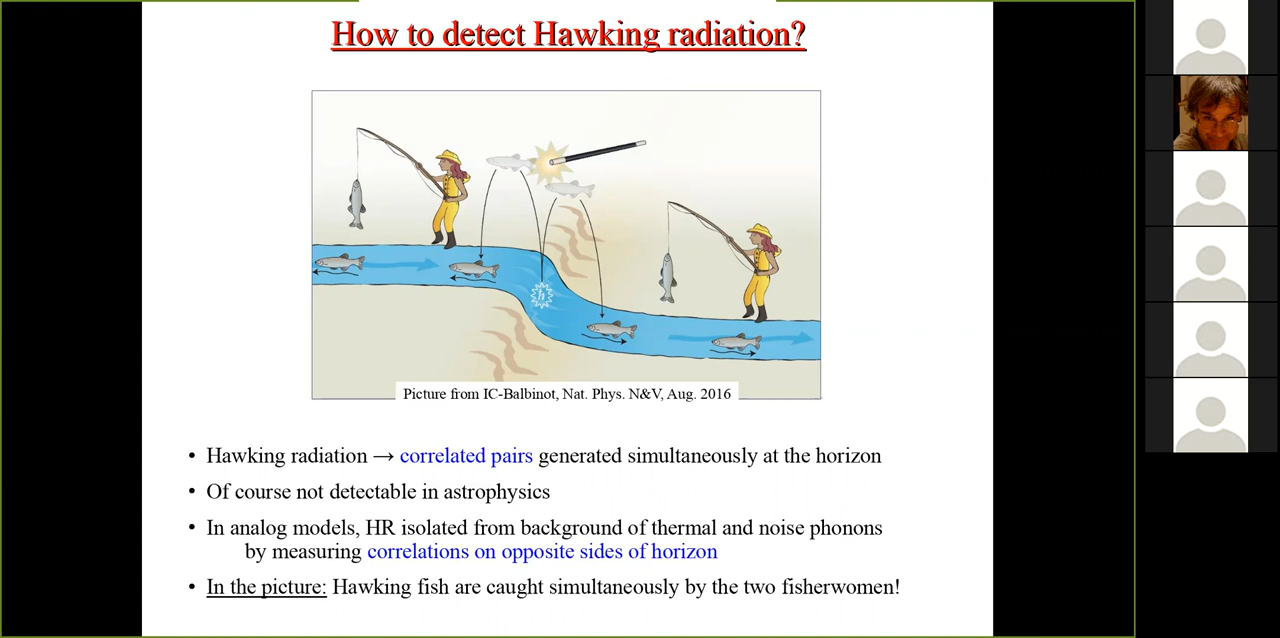 How to detect Hawking radiation?
ħ
Picture from IC-Balbinot, Nat. Phys. N&V, Aug. 2016
• Hawking radiation → correlated pairs generated simultaneously at the horizon
• Of course not detectable in astrophysics
• In analog models, HR isolated from background of thermal and noise phonons
by measuring correlations on opposite sides of horizon
• In the picture: Hawking fish are caught simultaneously by the two fisherwomen!